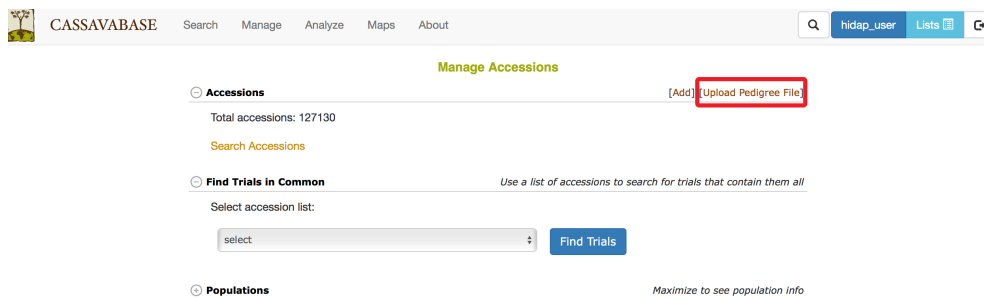 CASSAVABASE Search Manage Analyze Maps About hidap_user Lists
Manage Accessions
Accessions [Add] [Upload Pedigree File]
Total accessions: 127130
Search Accessions
Find Trials in Common Use a list of accessions to search for trials that contain them all
Select accession list:
select Find Trials
Populations Maximize to see population info